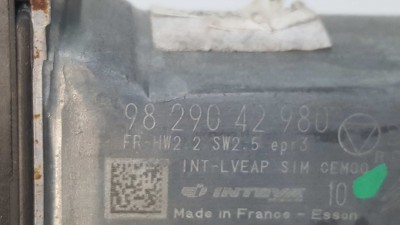 98 290 42 980
FR-HW2.2 SW2.5 epr3
INT-LVEAP SIM CEM00
INTEVA
10
Made in France - Esson